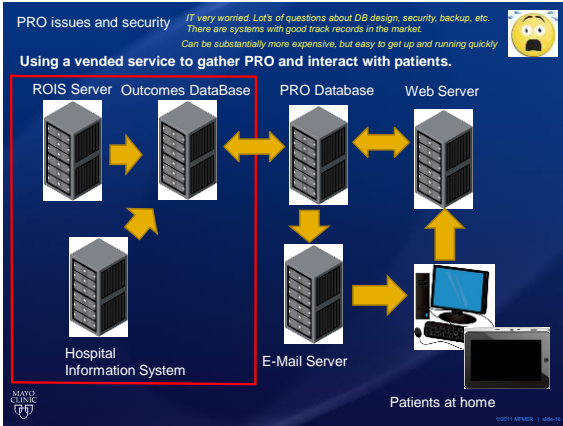 PRO issues and security
IT very worried. Lot's of questions about DB design, security, backup, etc.
There are systems with good track records in the market.
Can be substantially more expensive, but easy to get up and running quickly
Using a vended service to gather PRO and interact with patients.
ROIS Server
Outcomes DataBase
PRO Database
Web Server
Hospital
Information System
E-Mail Server
Patients at home
MAYO
CLINIC
©2011 MFMER | slide-16